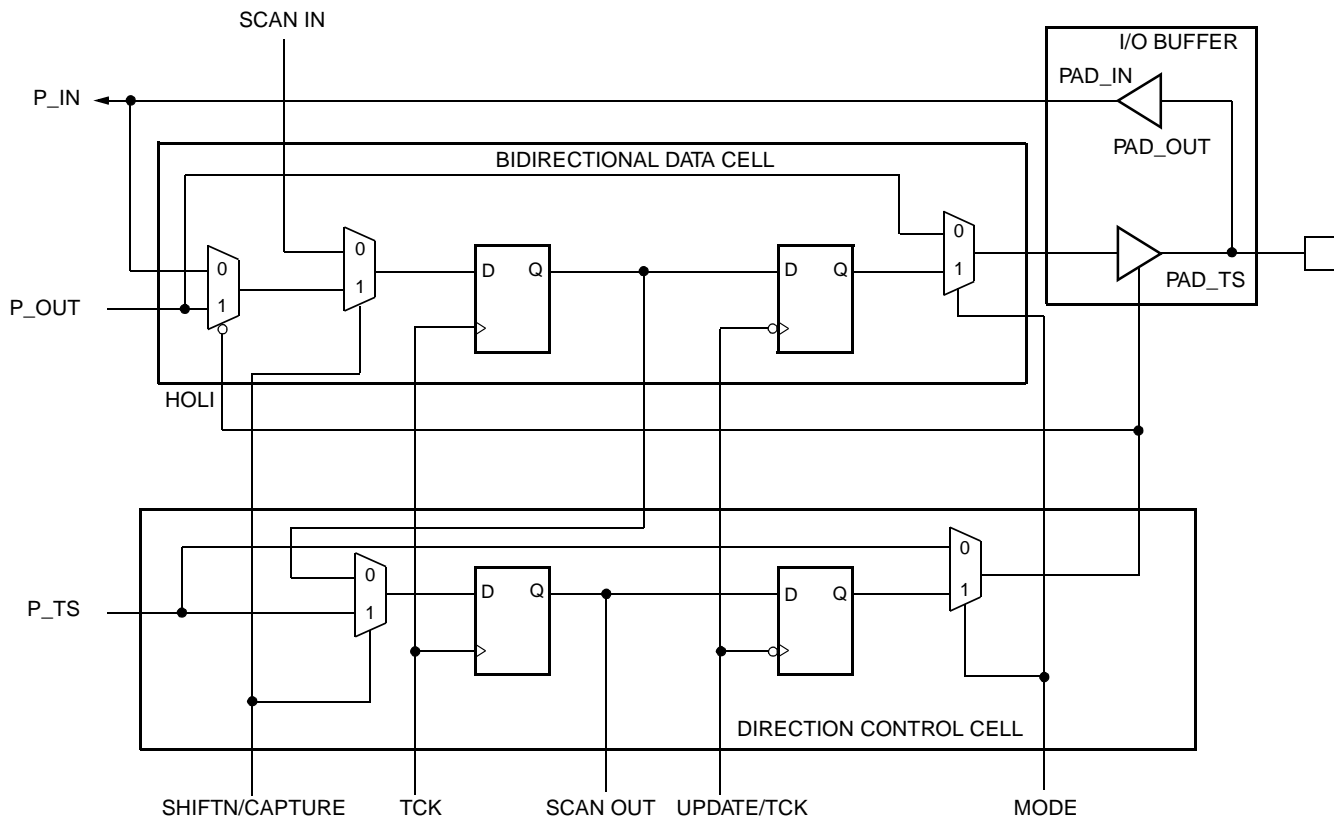 SCAN IN
I/O BUFFER
P_IN
PAD_IN
PAD_OUT
BIDIRECTIONAL DATA CELL
0
1
0
1
D
Q
D
Q
0
1
P_OUT
PAD_TS
HOLI
0
1
D
Q
D
Q
0
1
P_TS
DIRECTION CONTROL CELL
SHIFTN/CAPTURE
TCK
SCAN OUT
UPDATE/TCK
MODE